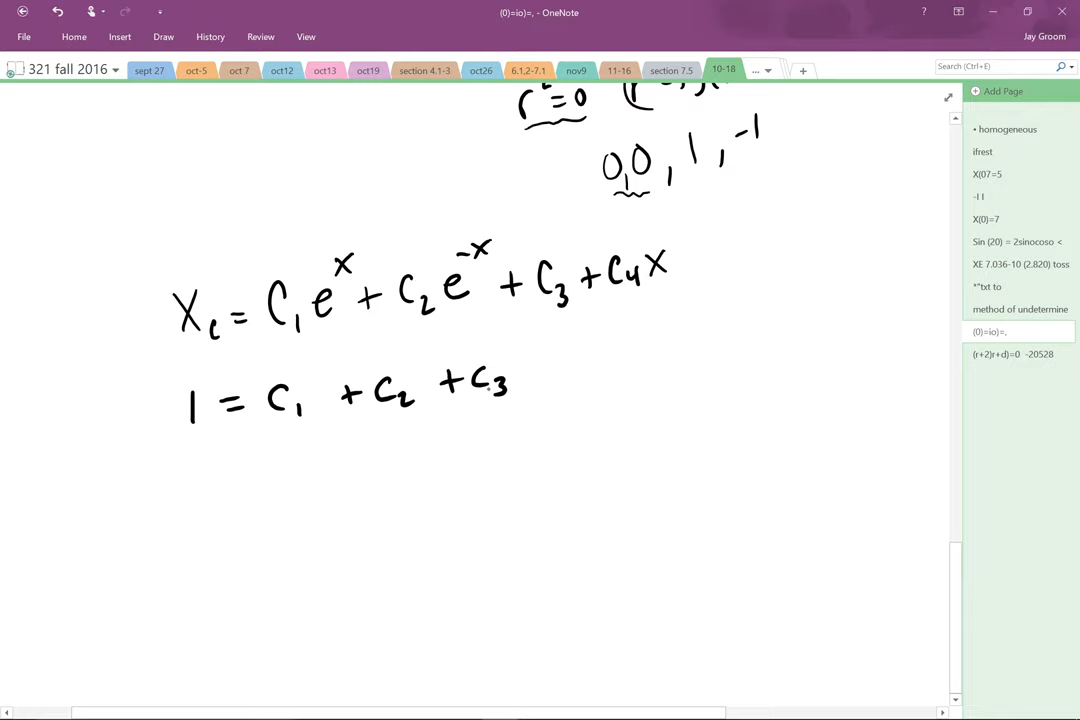 (0)=io)=, - OneNote
?
File
Home
Insert
Draw
History
Review
View
Jay Groom
321 fall 2016
sept 27
oct-5
oct 7
oct12
oct13
oct19
section 4.1-3
oct26
6.1,2-7.1
nov9
11-16
section 7.5
10-18
...
+
Search (Ctrl+E)
Add Page
• homogeneous
ifrest
X(07=5
-I I
X(0)=7
Sin (20) = 2sinocoso <
XE 7.036-10 (2.820) toss
**txt to
method of undetermine
(0)=io)=,
(r+2)r+d)=0 -20528
r²=0
0,0, 1, -1
X_c = C₁e^x + C₂e^-x + C₃ + C₄X
1 = C₁ + C₂ + C₃